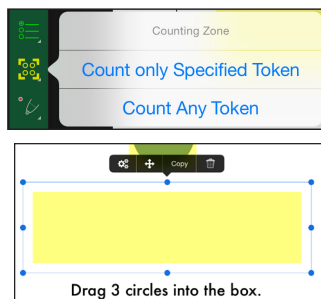 Counting Zone
Count only Specified Token
Count Any Token
Copy
Drag 3 circles into the box.